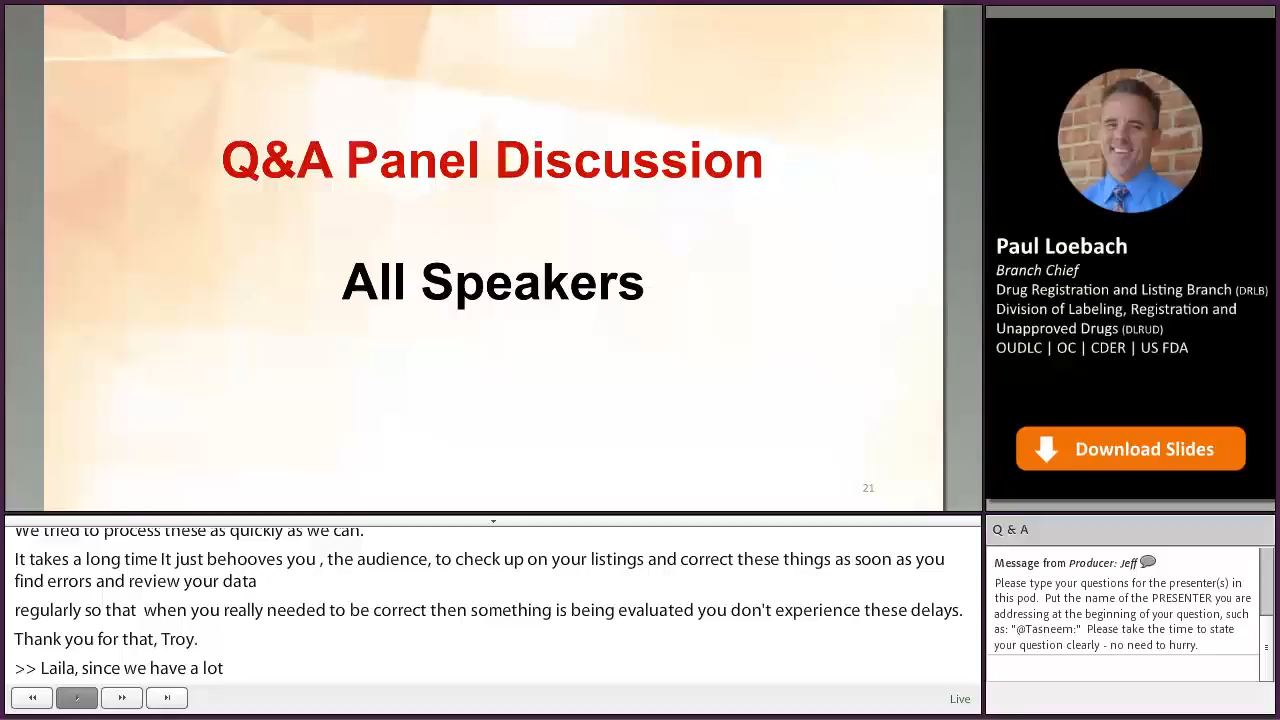 Q&A Panel Discussion
All Speakers
21
Paul Loebach
Branch Chief
Drug Registration and Listing Branch (DRLB)
Division of Labeling, Registration and
Unapproved Drugs (DLRUD)
OUDLC | OC | CDER | US FDA
Download Slides
We tried to process these as quickly as we can.
It takes a long time It just behooves you , the audience, to check up on your listings and correct these things as soon as you
find errors and review your data
regularly so that  when you really needed to be correct then something is being evaluated you don't experience these delays.
Thank you for that, Troy.
>> Laila, since we have a lot
Live
Q & A
Message from Producer: Jeff
Please type your questions for the presenter(s) in
this pod.  Put the name of the PRESENTER you are
addressing at the beginning of your question, such
as: "@Tasneem:"  Please take the time to state
your question clearly - no need to hurry.